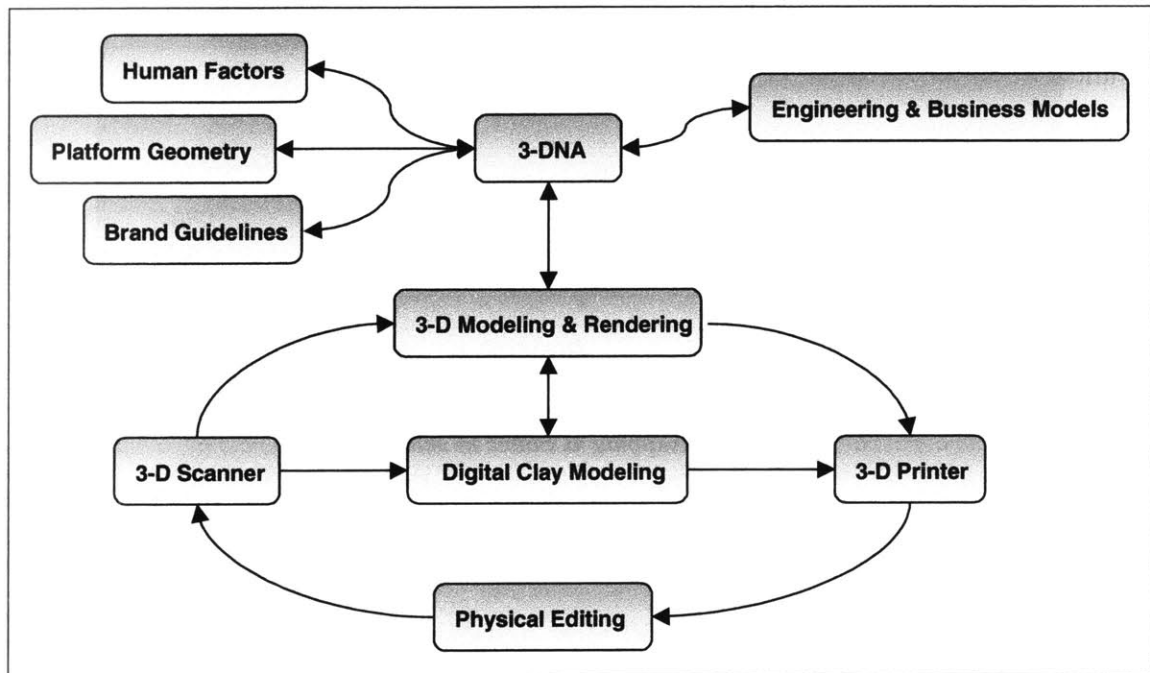 Human Factors
Engineering & Business Models
Platform Geometry
3-DNA
Brand Guidelines
3-D Modeling & Rendering
3-D Scanner
Digital Clay Modeling
3-D Printer
Physical Editing